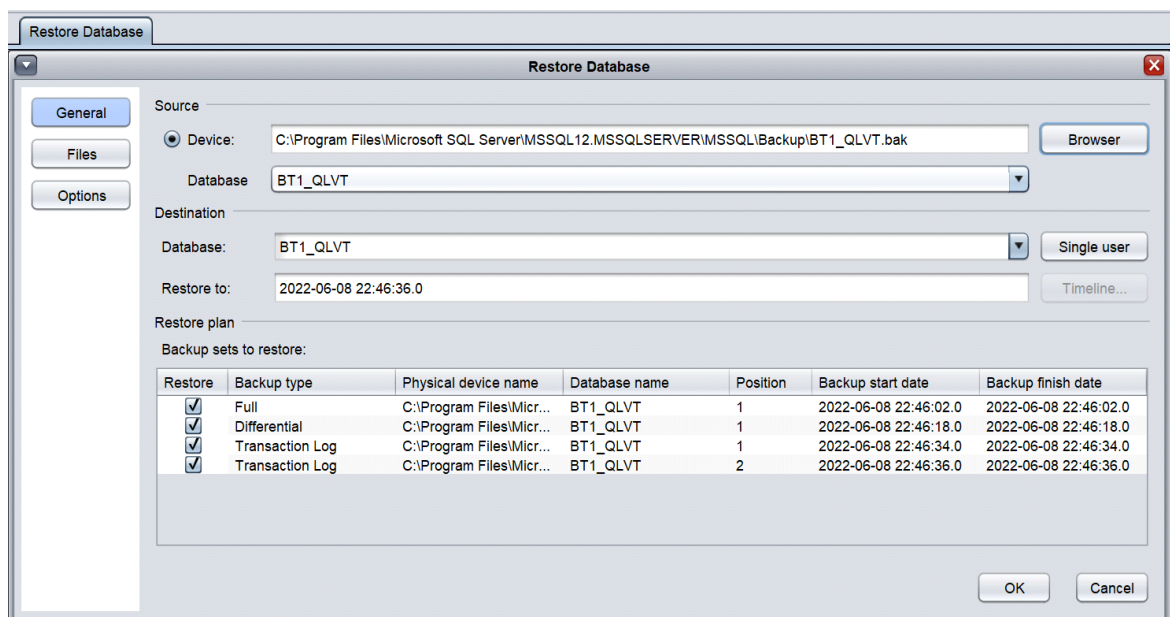 Restore Database
Restore Database
General
Files
Options
Source
Device: C:\Program Files\Microsoft SQL Server\MSSQL12.MSSQLSERVER\MSSQL\Backup\BT1_QLVT.bak Browser
Database BT1_QLVT
Destination
Database: BT1_QLVT Single user
Restore to: 2022-06-08 22:46:36.0 Timeline...
Restore plan
Backup sets to restore:
Restore Backup type Physical device name Database name Position Backup start date Backup finish date
Full C:\Program Files\Micr... BT1_QLVT 1 2022-06-08 22:46:02.0 2022-06-08 22:46:02.0
Differential C:\Program Files\Micr... BT1_QLVT 1 2022-06-08 22:46:18.0 2022-06-08 22:46:18.0
Transaction Log C:\Program Files\Micr... BT1_QLVT 1 2022-06-08 22:46:34.0 2022-06-08 22:46:34.0
Transaction Log C:\Program Files\Micr... BT1_QLVT 2 2022-06-08 22:46:36.0 2022-06-08 22:46:36.0
OK Cancel